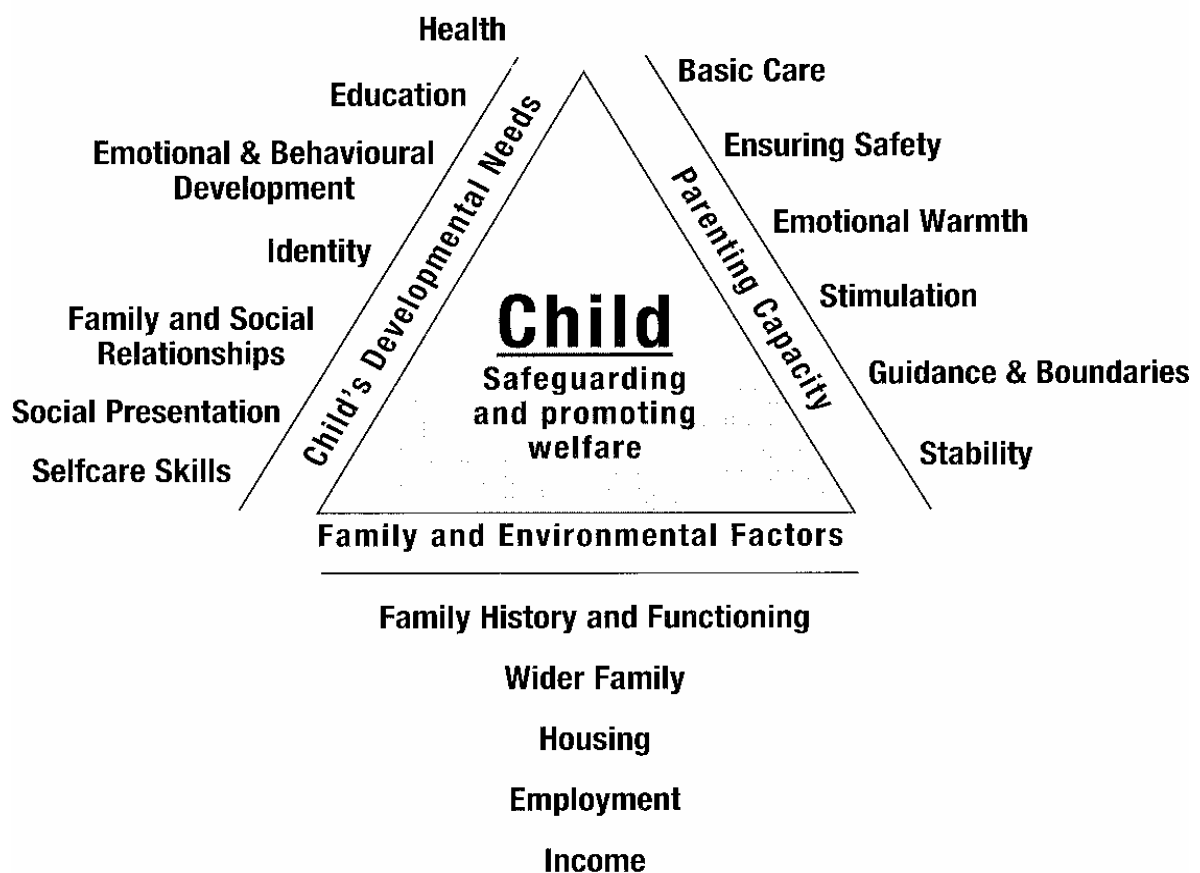 Health
Education
Emotional & Behavioural
Development
Identity
Family and Social
Relationships
Social Presentation
Selfcare Skills
Child's Developmental Needs
Basic Care
Ensuring Safety
Emotional Warmth
Stimulation
Guidance & Boundaries
Stability
Parenting Capacity
Child
Safeguarding
and promoting
welfare
Family and Environmental Factors
Family History and Functioning
Wider Family
Housing
Employment
Income